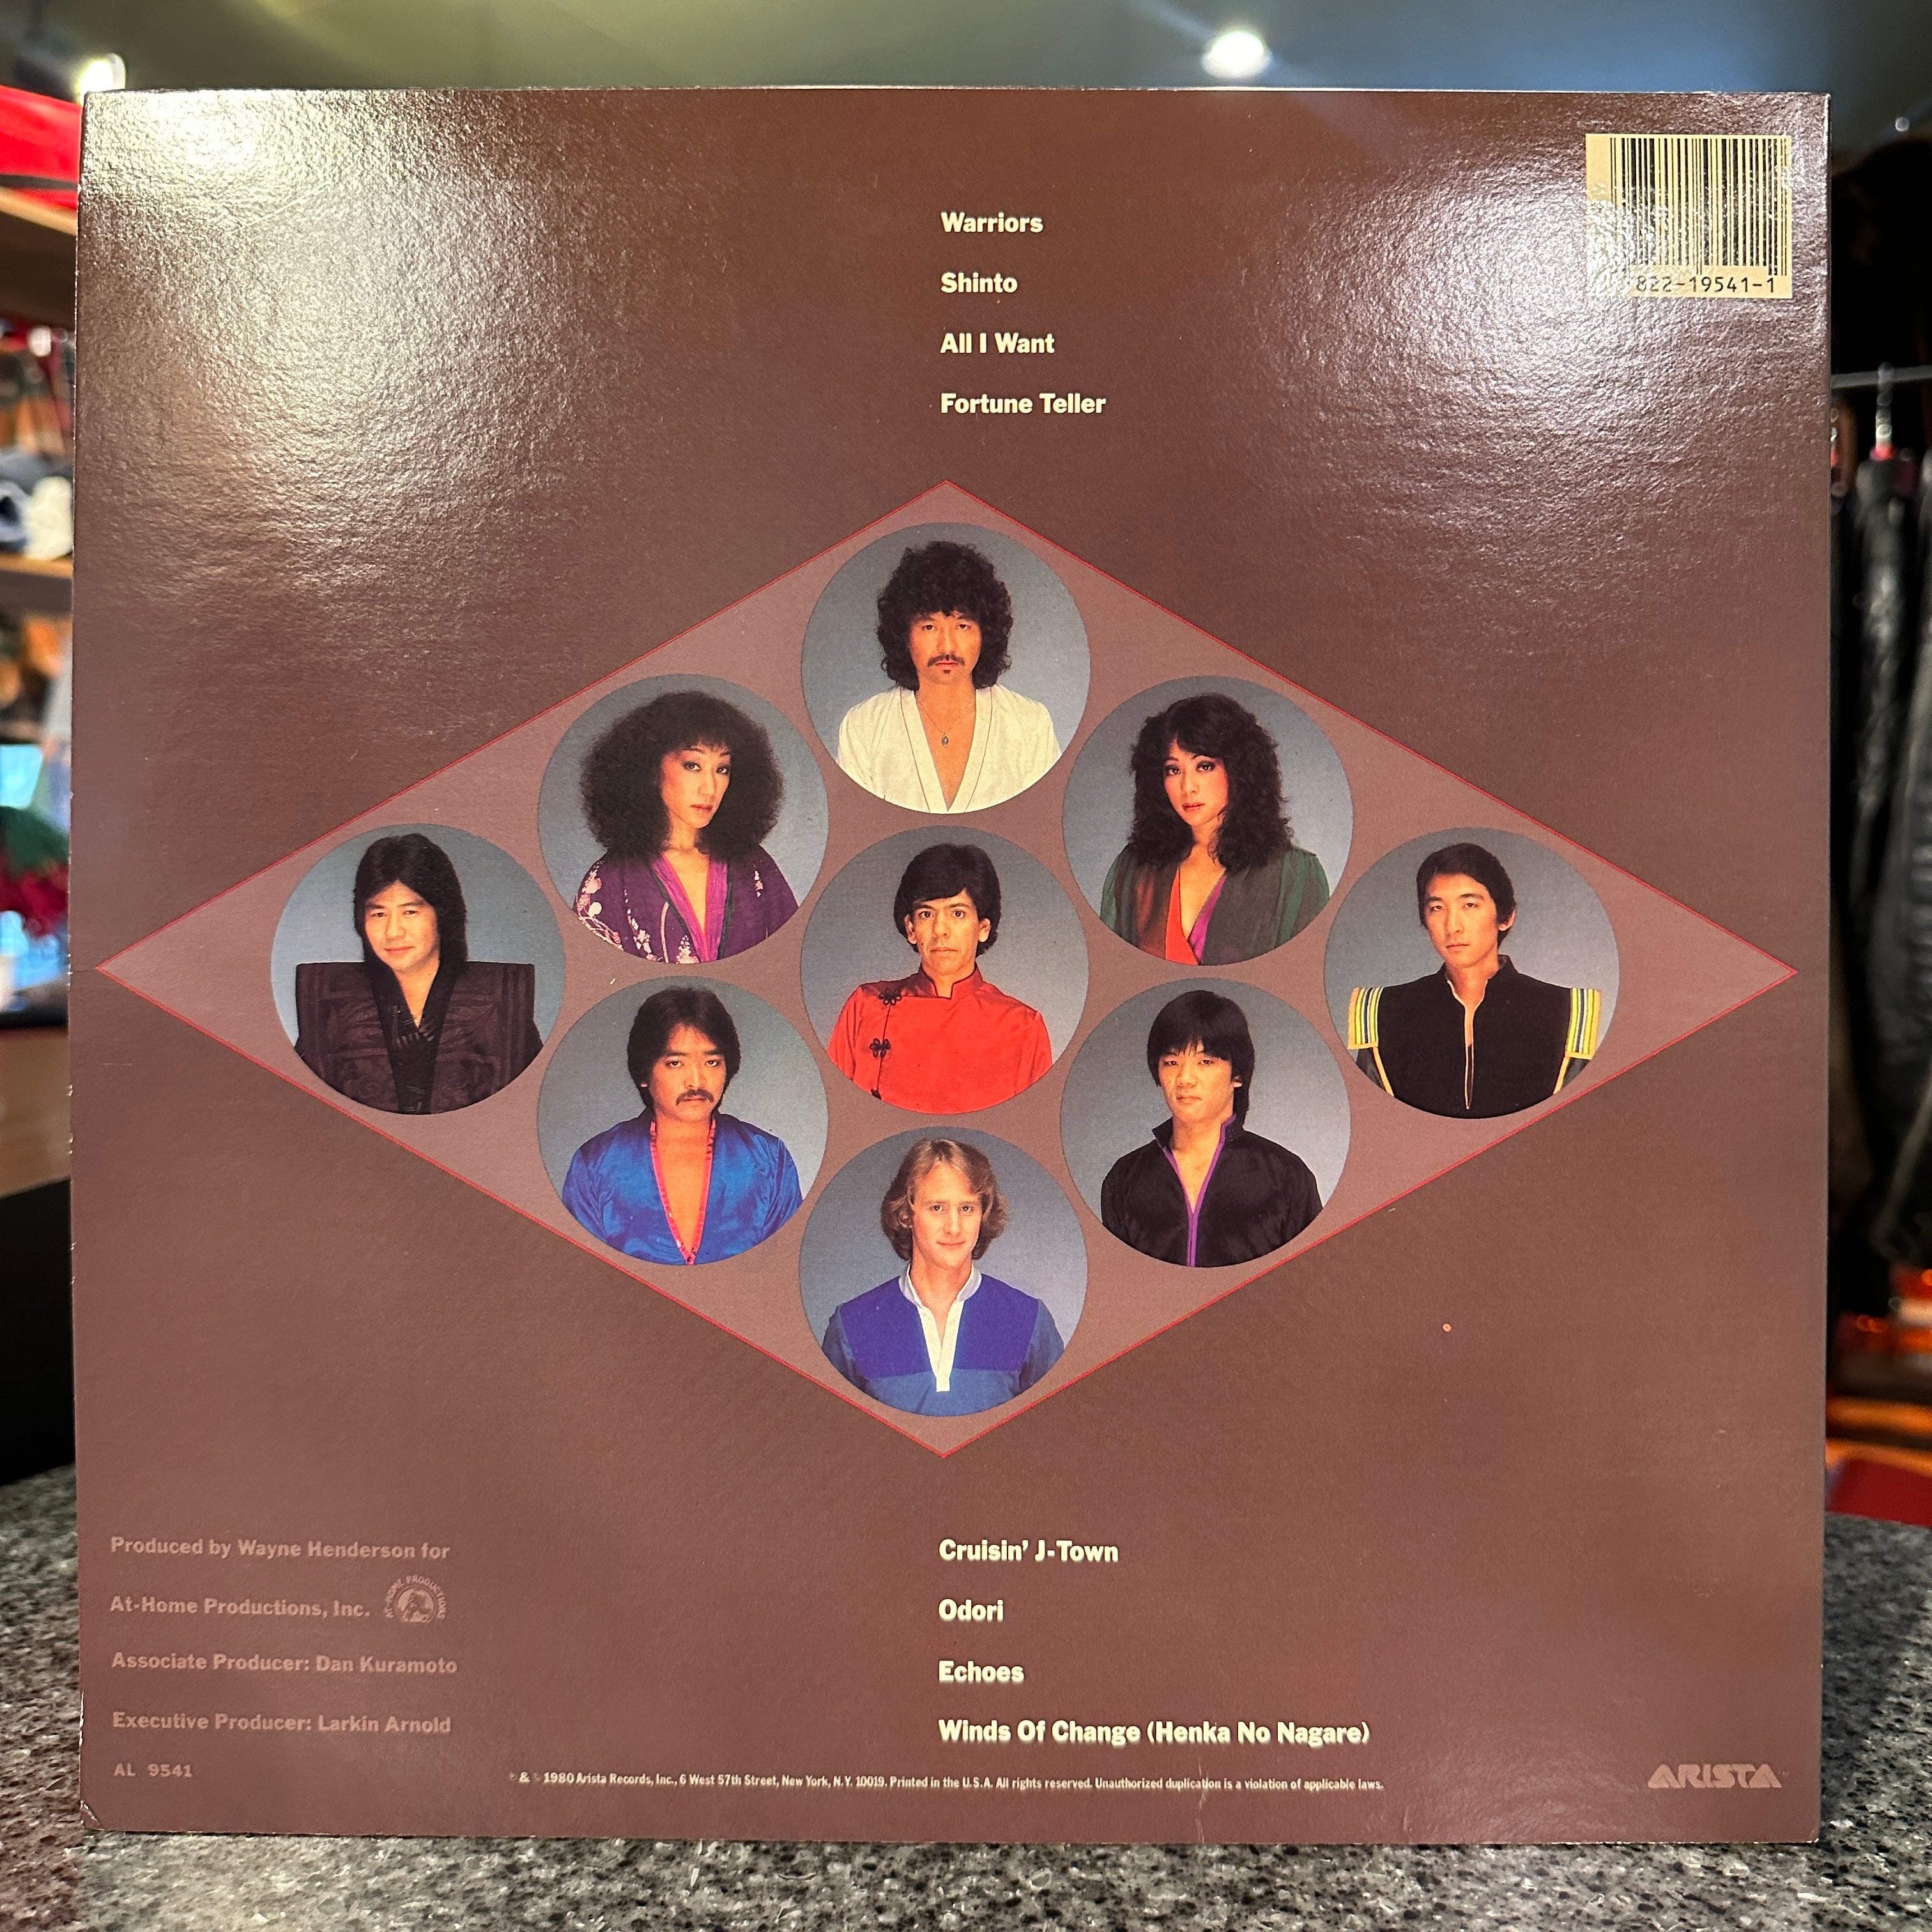 822-19541-1
Warriors
Shinto
All I Want
Fortune Teller
Produced by Wayne Henderson for
At-Home Productions, Inc.
AT-HOME PRODUCTIONS
Associate Producer: Dan Kuramoto
Executive Producer: Larkin Arnold
AL 9541
Cruisin' J-Town
Odori
Echoes
Winds Of Change (Henka No Nagare)
℗ & © 1980 Arista Records, Inc., 6 West 57th Street, New York, N.Y. 10019. Printed in the U.S.A. All rights reserved. Unauthorized duplication is a violation of applicable laws.
ARISTA